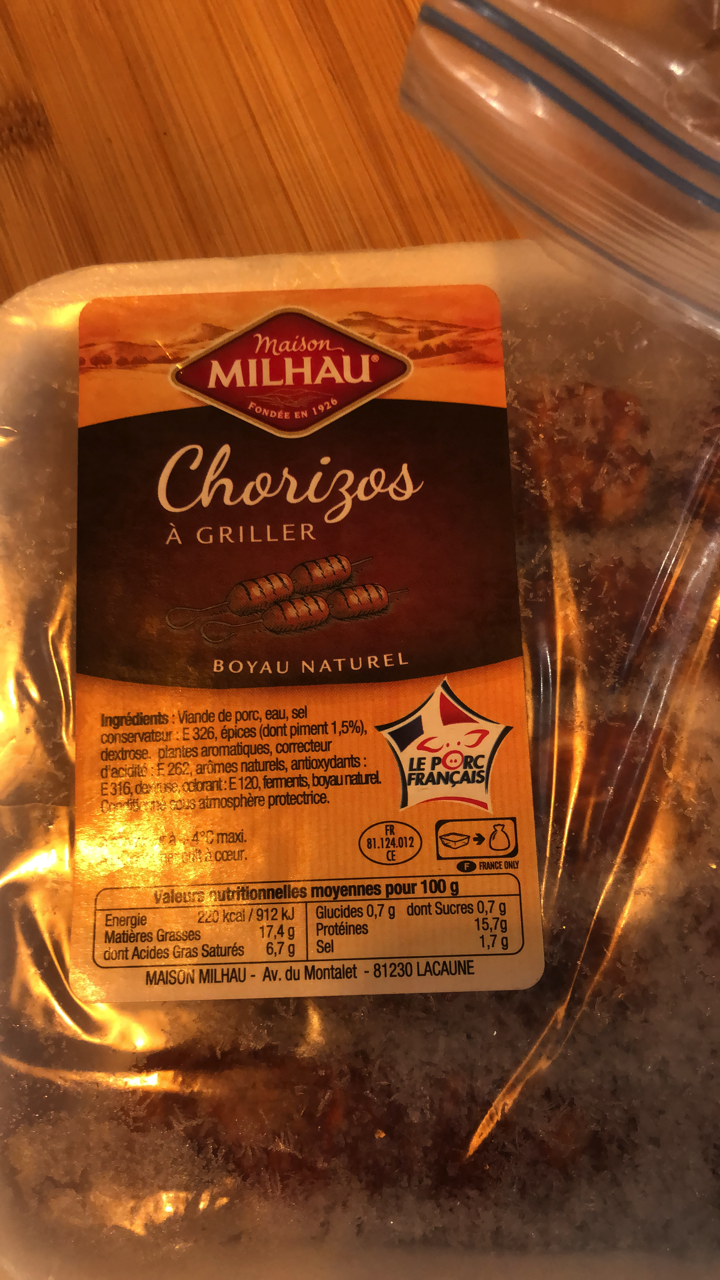 Maison
MILHAU®
FONDÉE EN 1926
Chorizos
À GRILLER
BOYAU NATUREL
Ingrédients : Viande de porc, eau, sel
conservateur : E 326, épices (dont piment 1,5%),
dextrose, plantes aromatiques, correcteur
d'acidité : E 262, arômes naturels, antioxydants :
E 316, colorant : E 120, ferments, boyau naturel.
Conditionné sous atmosphère protectrice.
4°C maxi.
à cœur.
LE PORC
FRANÇAIS
FR
81.124.012
CE
F FRANCE ONLY
Valeurs nutritionnelles moyennes pour 100 g
Energie 220 kcal / 912 kJ
Matières Grasses 17,4 g
dont Acides Gras Saturés 6,7 g
Glucides 0,7 g dont Sucres 0,7 g
Protéines 15,7g
Sel 1,7 g
MAISON MILHAU - Av. du Montalet - 81230 LACAUNE